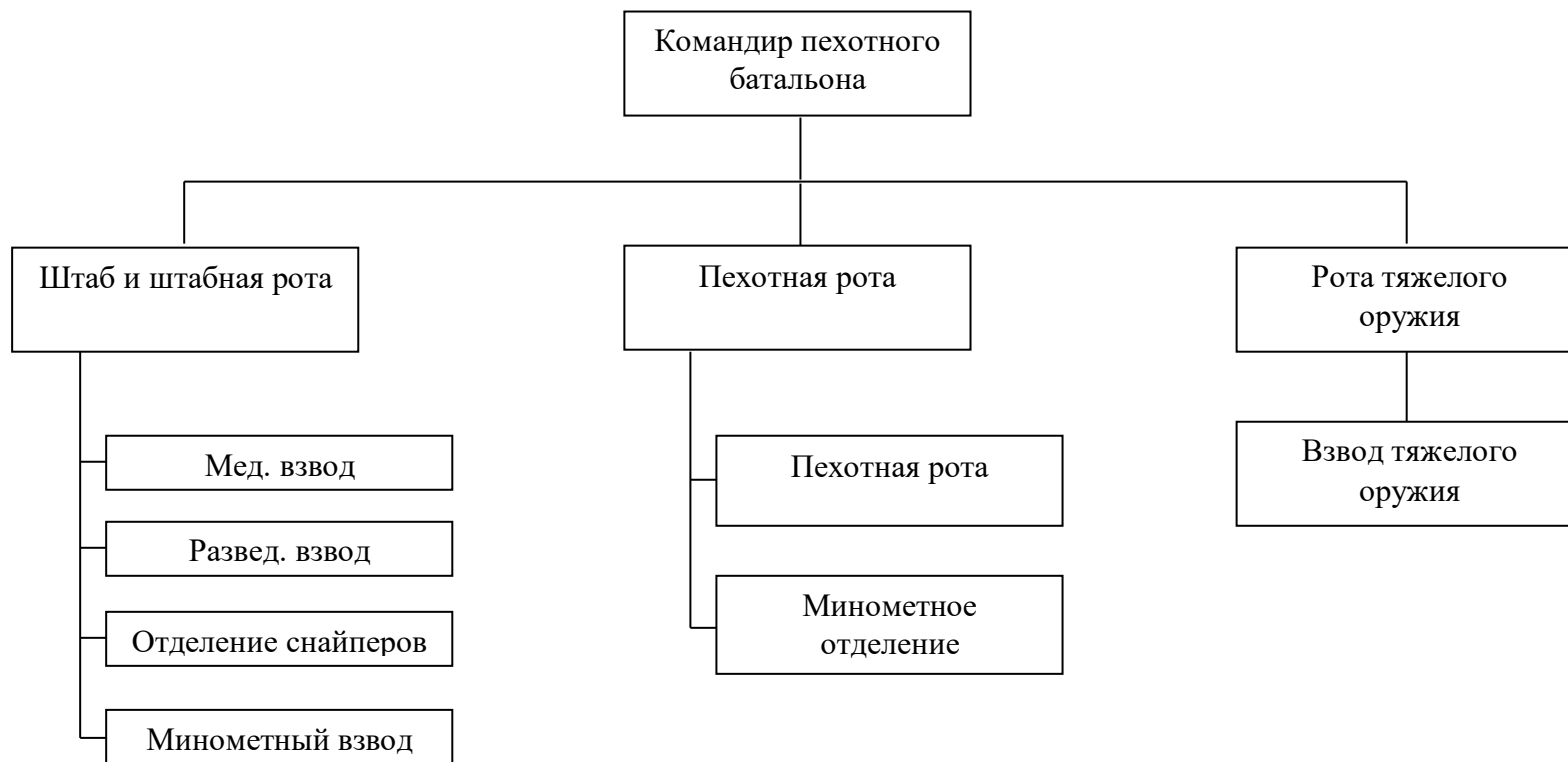 Командир пехотного
батальона
Штаб и штабная рота
Пехотная рота
Рота тяжелого
оружия
Мед. взвод
Развед. взвод
Отделение снайперов
Минометный взвод
Пехотная рота
Минометное
отделение
Взвод тяжелого
оружия